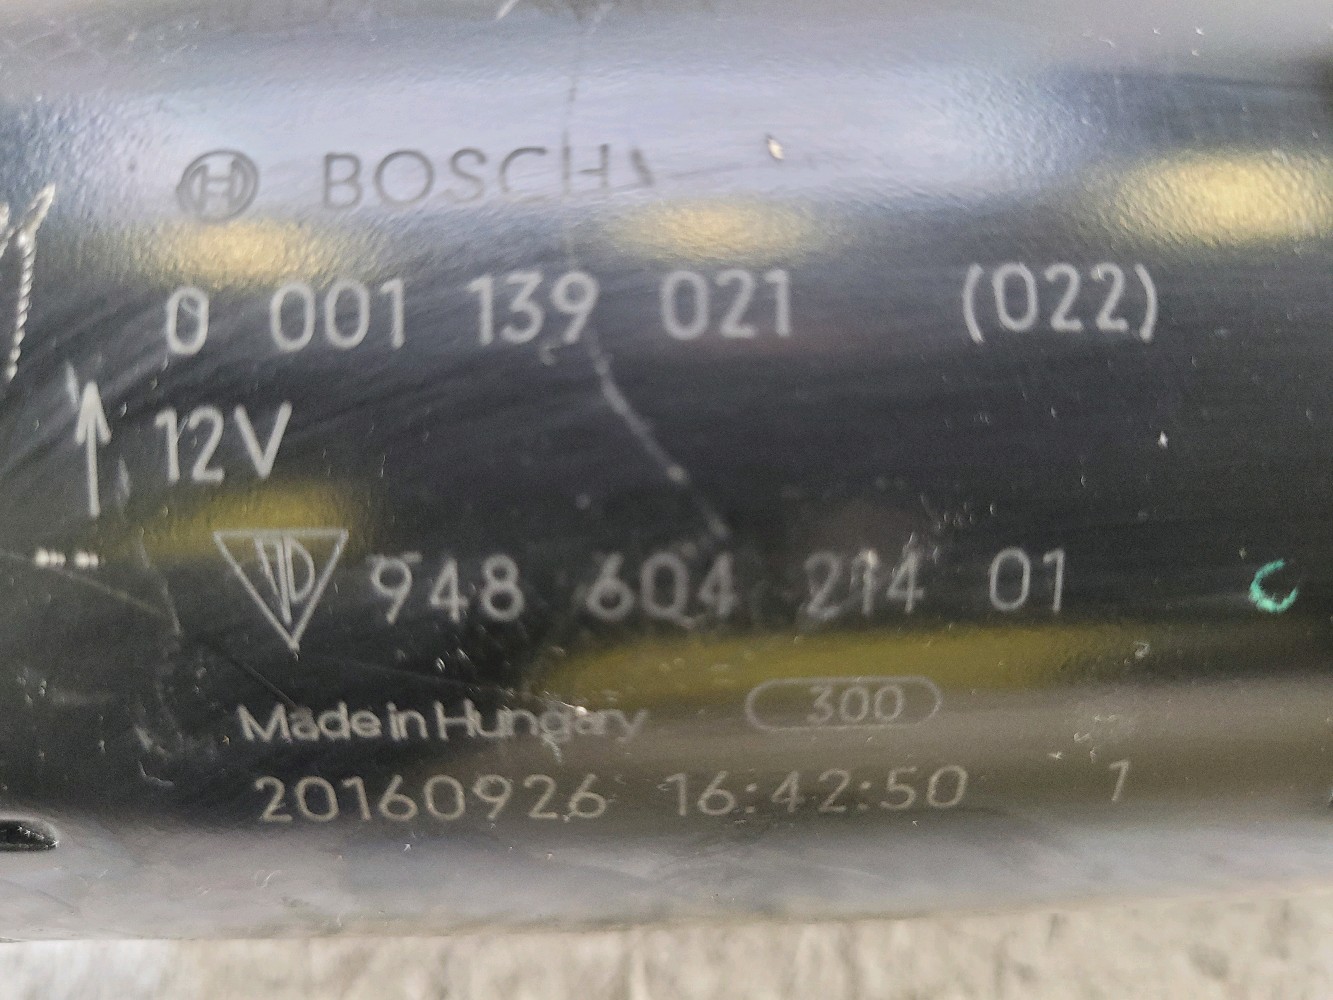 BOSCH
0 001 139 021 (022)
12V
948 604 214 01
Made in Hungary 300
20160926 16:42:50 1